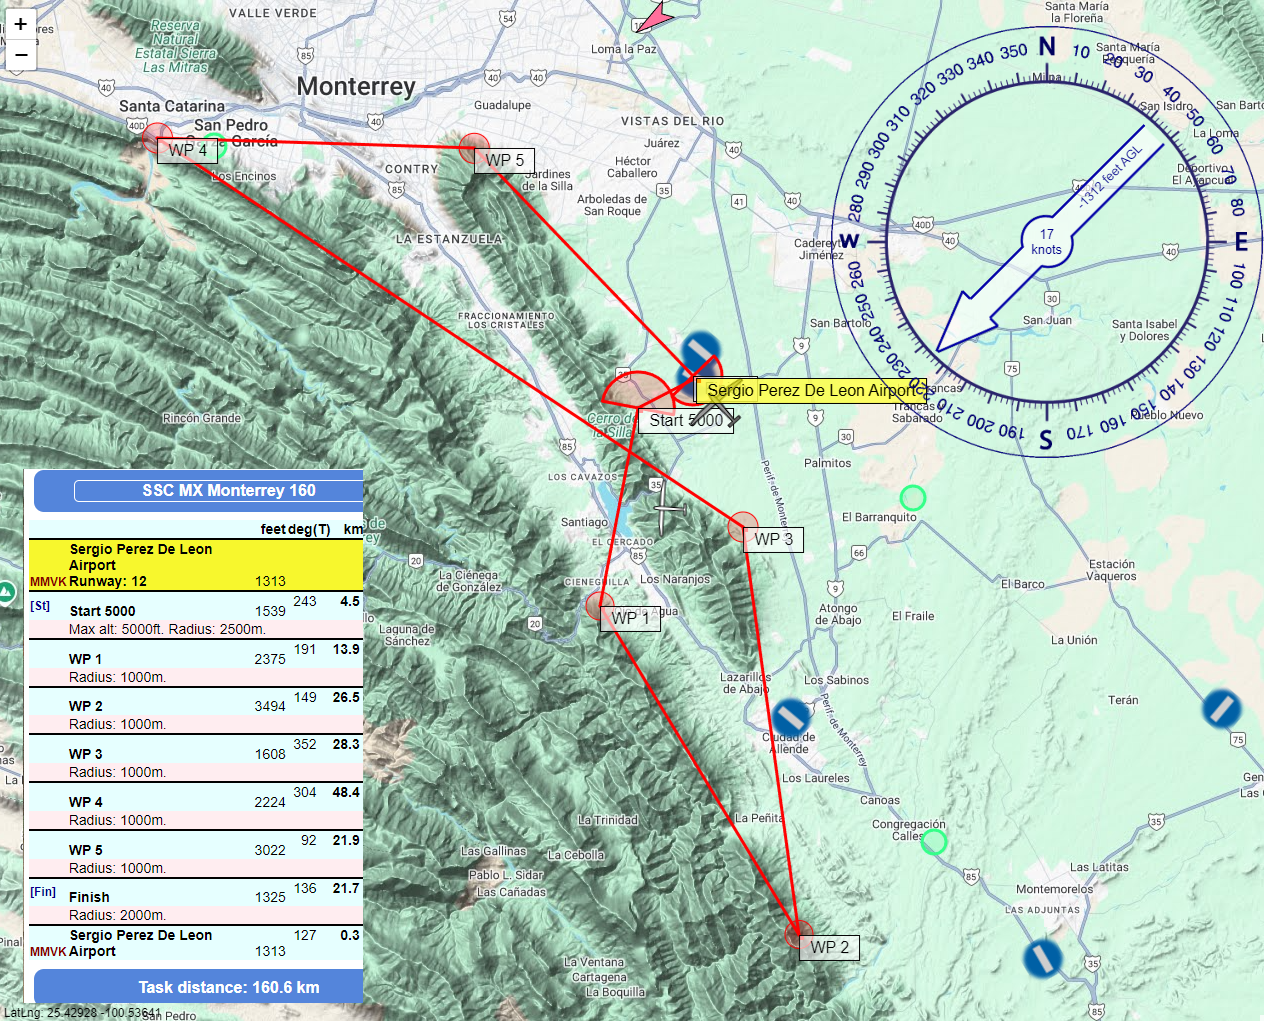 +
−
VALLE VERDE
Reserva
Natural
Estatal Sierra
Las Mitras
Monterrey
Santa Catarina
San Pedro
Garza García
Los Encinos
WP 4
WP 5
Guadalupe
Loma la Paz
VISTAS DEL RIO
Juárez
Héctor
Caballero
Jardines
de la Silla
Arboledas de
San Roque
CONTRY
LA ESTANZUELA
FRACCIONAMIENTO
LOS CRISTALES
Rincón Grande
Cadereyta
Jiménez
San Bartolo
Santa María
la Floreña
Santa María
Pesquería
San Isidro
La Loma
San Juan
Santa Isabel
y Dolores
Pueblo Nuevo
N
E
S
W
10 20 30 40 50 60 70 80
100 110 120 130 140 150 160 170
190 200 210 220 230 240 250 260
280 290 300 310 320 330 340 350
-1312 feet AGL
17
knots
Sergio Perez De Leon Airport
Start 5000
Cerro de
la Silla
Trancas
Sabarado
Palmitos
El Barranquito
LOS CAVAZOS
Santiago
EL CERCADO
CIENEGUILLA
Los Naranjos
WP 3
WP 1
La Ciénega
de González
Laguna de
Sánchez
Atongo
de Abajo
El Fraile
El Barco
Estación
Vaqueros
La Unión
Terán
Lazarillos
de Abajo
Los Sabinos
Perif. de Monterrey
Ciudad de
Allende
Los Laureles
Canoas
Congregación
Calles
La Peñita
La Trinidad
La Cebolla
Las Gallinas
Pablo L. Sidar
Las Cañadas
Las Latitas
Montemorelos
LAS ADJUNTAS
WP 2
La Ventana
Cartagena
La Boquilla
San Pedro
SSC MX Monterrey 160
feet deg(T) km
Sergio Perez De Leon
Airport
MMVK Runway: 12 1313
[St] Start 5000 1539 243 4.5
Max alt: 5000ft. Radius: 2500m.
WP 1 2375 191 13.9
Radius: 1000m.
WP 2 3494 149 26.5
Radius: 1000m.
WP 3 1608 352 28.3
Radius: 1000m.
WP 4 2224 304 48.4
Radius: 1000m.
WP 5 3022 92 21.9
Radius: 1000m.
[Fin] Finish 1325 136 21.7
Radius: 2000m.
Sergio Perez De Leon 127 0.3
MMVK Airport 1313
Task distance: 160.6 km
LatLng: 25.42928 -100.53641